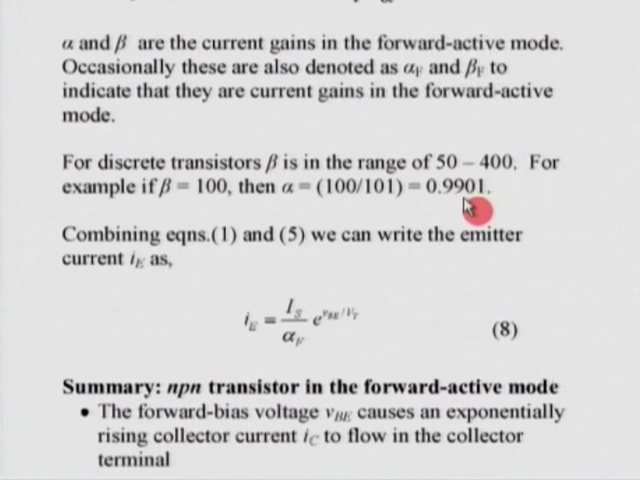 α and β are the current gains in the forward-active mode.
Occasionally these are also denoted as α_F and β_F to
indicate that they are current gains in the forward-active
mode.
For discrete transistors β is in the range of 50 – 400. For
example if β = 100, then α = (100/101) = 0.9901.
Combining eqns.(1) and (5) we can write the emitter
current i_E as,
i_E = I_S / α_F e^(v_BE / V_T) (8)
Summary: npn transistor in the forward-active mode
• The forward-bias voltage v_BE causes an exponentially
rising collector current i_C to flow in the collector
terminal